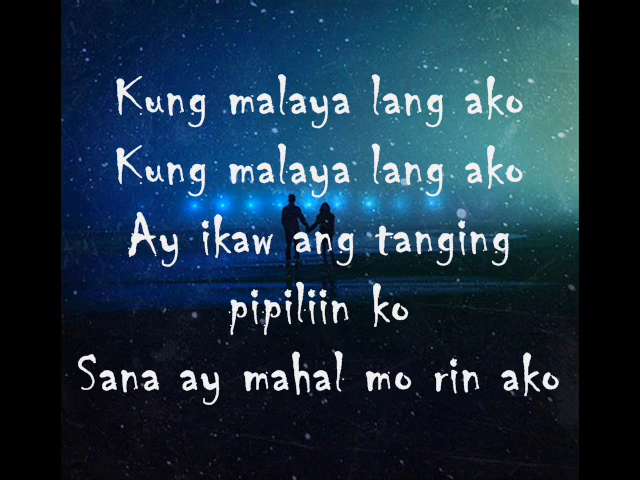 Kung malaya lang ako
Kung malaya lang ako
Ay ikaw ang tanging
pipiliin ko
Sana ay mahal mo rin ako